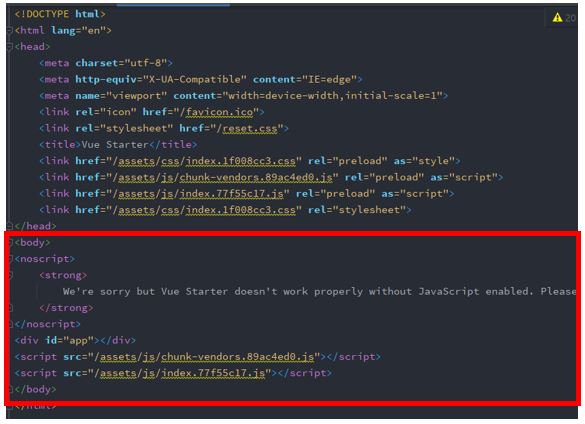 20
<!DOCTYPE html>
<html lang="en">
<head>
<meta charset="utf-8">
<meta http-equiv="X-UA-Compatible" content="IE=edge">
<meta name="viewport" content="width=device-width,initial-scale=1">
<link rel="icon" href="/favicon.ico">
<link rel="stylesheet" href="/reset.css">
<title>Vue Starter</title>
<link href="/assets/css/index.1f008cc3.css" rel="preload" as="style">
<link href="/assets/js/chunk-vendors.89ac4ed0.js" rel="preload" as="script">
<link href="/assets/js/index.77f55c17.js" rel="preload" as="script">
<link href="/assets/css/index.1f008cc3.css" rel="stylesheet">
</head>
<body>
<noscript>
<strong>
We're sorry but Vue Starter doesn't work properly without JavaScript enabled. Please
</strong>
</noscript>
<div id="app"></div>
<script src="/assets/js/chunk-vendors.89ac4ed0.js"></script>
<script src="/assets/js/index.77f55c17.js"></script>
</body>
</html>